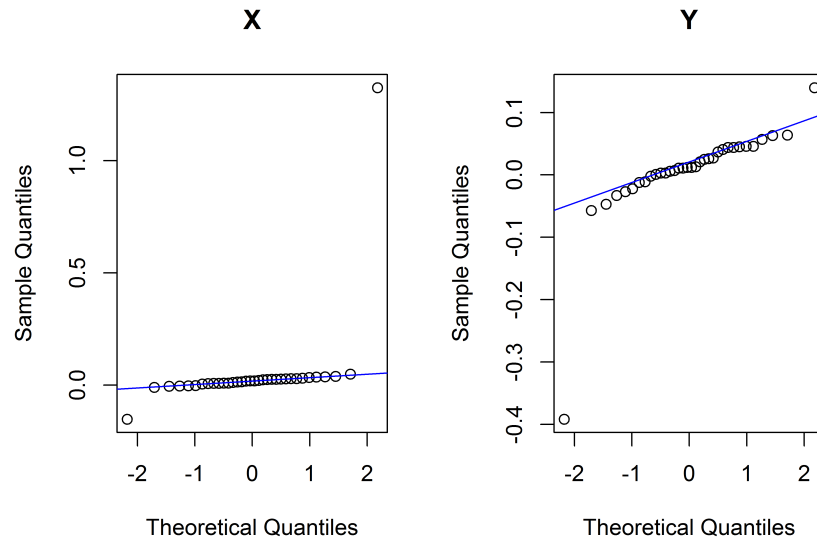 X
Sample Quantiles
0.0 0.5 1.0
-2 -1 0 1 2
Theoretical Quantiles
Y
Sample Quantiles
-0.4 -0.3 -0.2 -0.1 0.0 0.1
-2 -1 0 1 2
Theoretical Quantiles